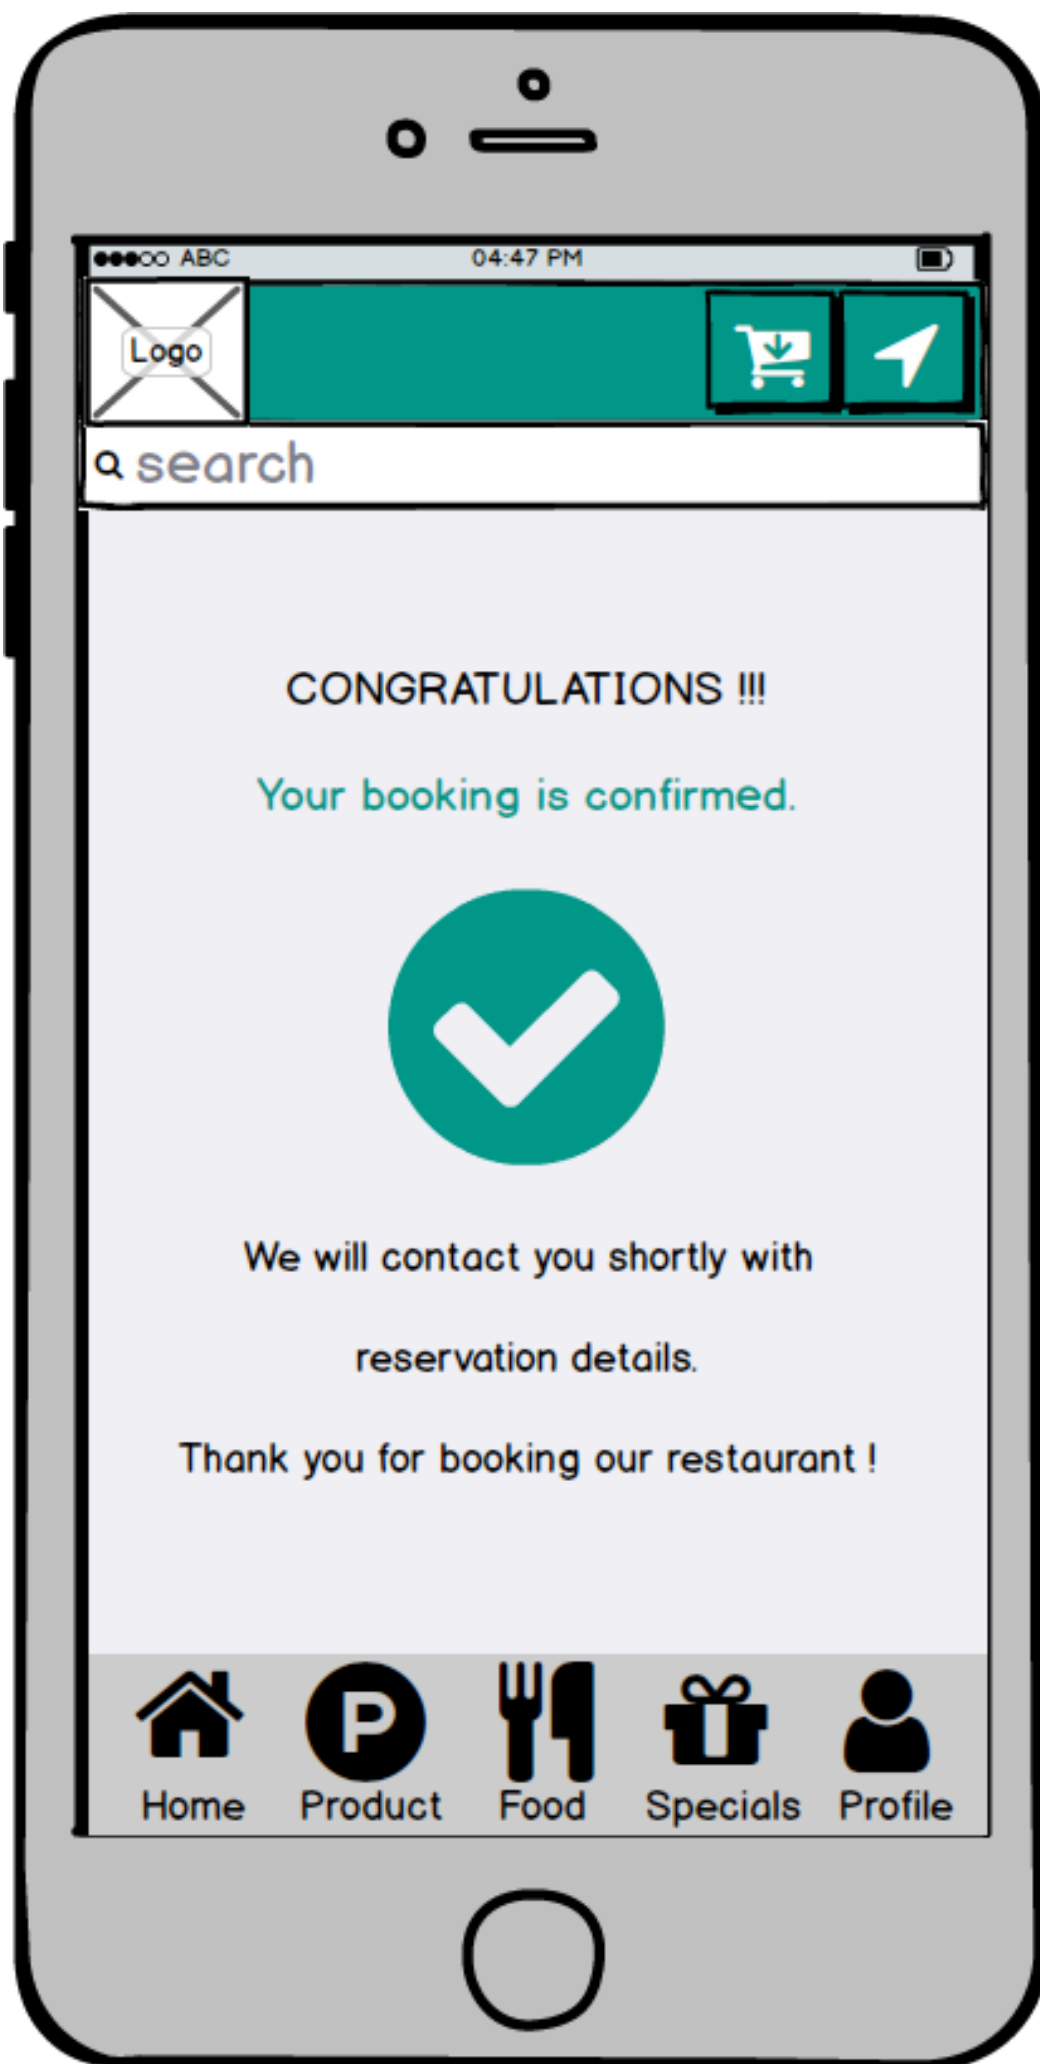 ABC 04:47 PM
Logo
search
CONGRATULATIONS !!!
Your booking is confirmed.
We will contact you shortly with
reservation details.
Thank you for booking our restaurant !
P
Home Product Food Specials Profile